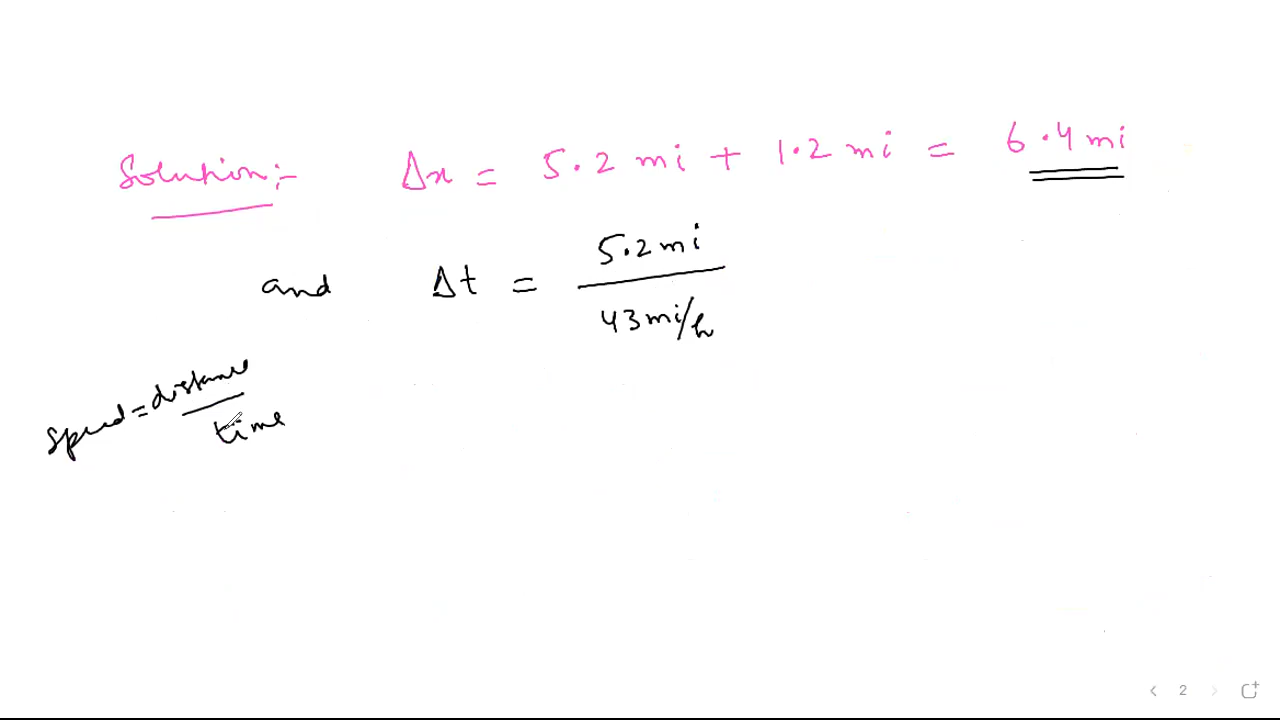 Solution:- Δx = 5.2 mi + 1.2 mi = 6.4 mi
and Δt = 5.2 mi / 43 mi/h
speed = distance / time
2